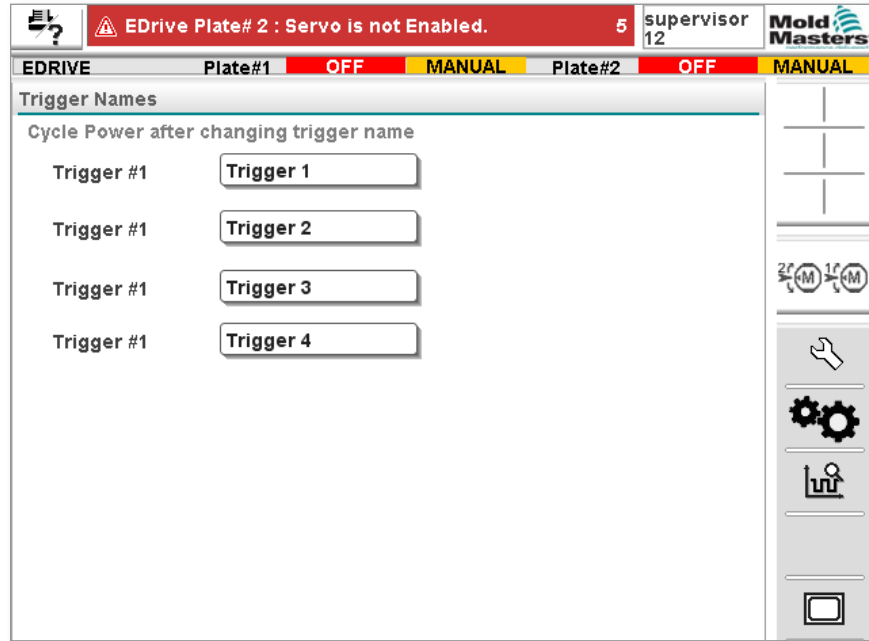 EDrive Plate# 2 : Servo is not Enabled. 5
supervisor
12
Mold
Masters
EDRIVE Plate#1 OFF MANUAL Plate#2 OFF MANUAL
Trigger Names
Cycle Power after changing trigger name
Trigger #1 Trigger 1
Trigger #1 Trigger 2
Trigger #1 Trigger 3
Trigger #1 Trigger 4
2 M 1 M